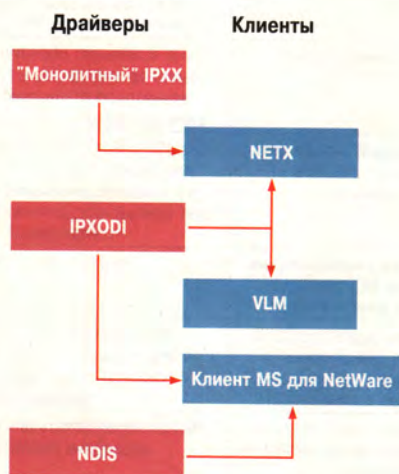 Драйверы
Клиенты
"Монолитный" IPXX
NETX
IPXODI
VLM
Клиент MS для NetWare
NDIS